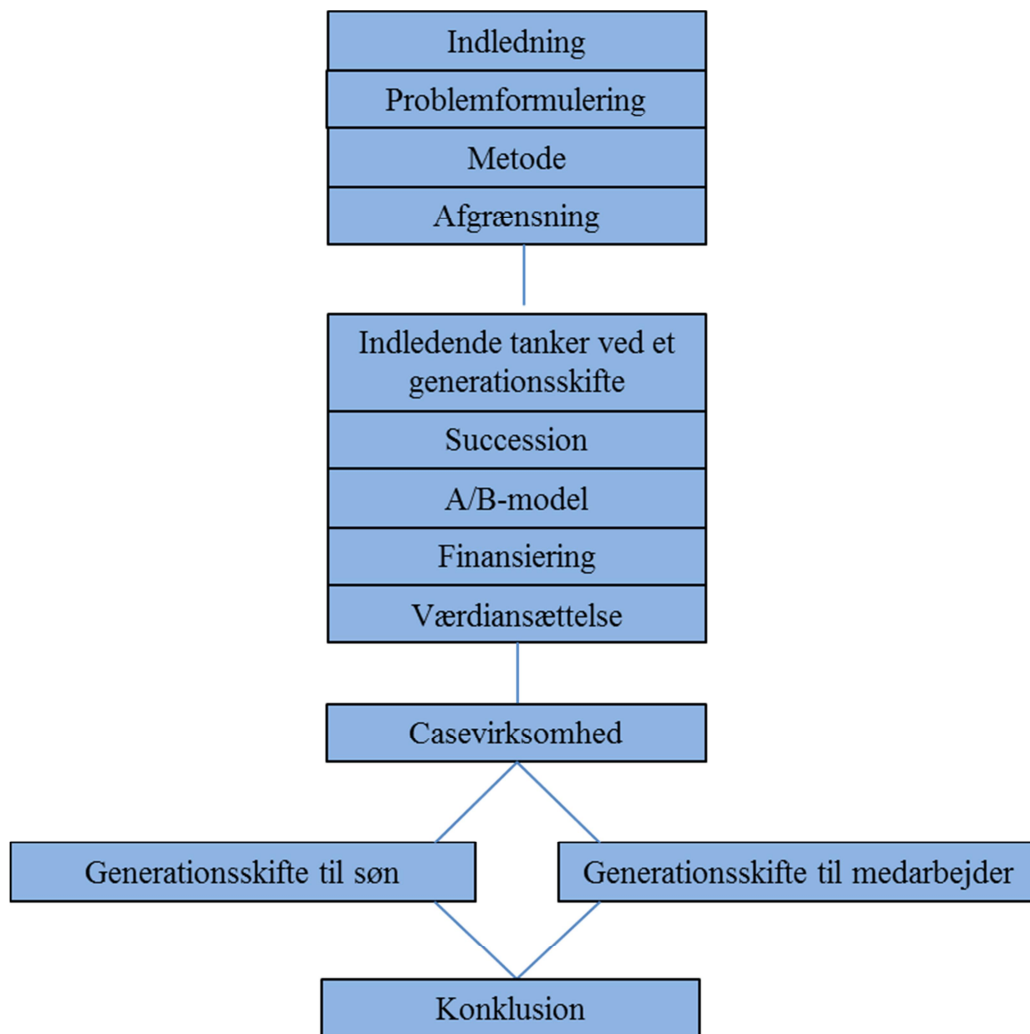 Indledning
Problemformulering
Metode
Afgrænsning
Indledende tanker ved et
generationsskifte
Succession
A/B-model
Finansiering
Værdiansættelse
Casevirksomhed
Generationsskifte til søn
Generationsskifte til medarbejder
Konklusion